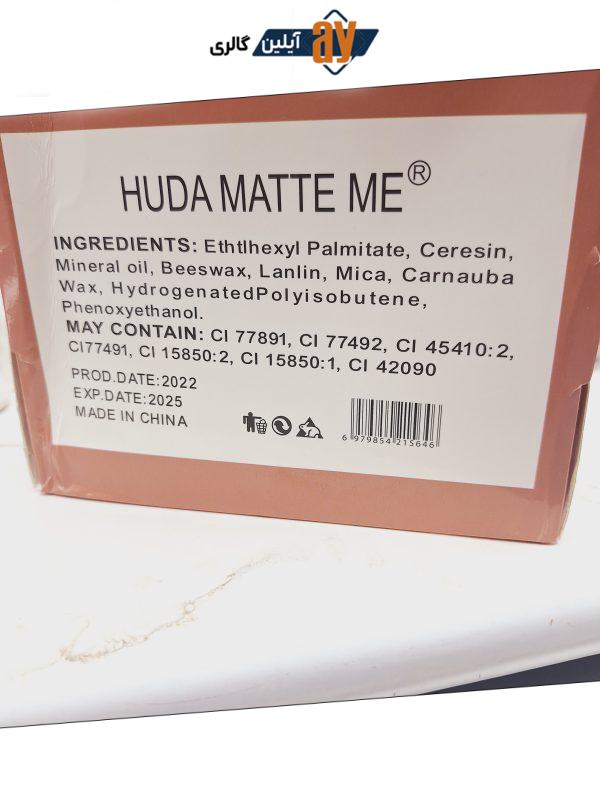 آیلین گالری
ay
HUDA MATTE ME®
INGREDIENTS: Ethtlhexyl Palmitate, Ceresin,
Mineral oil, Beeswax, Lanlin, Mica, Carnauba
Wax, HydrogenatedPolyisobutene,
Phenoxyethanol.
MAY CONTAIN: CI 77891, CI 77492, CI 45410:2,
CI77491, CI 15850:2, CI 15850:1, CI 42090
PROD.DATE:2022
EXP.DATE:2025
MADE IN CHINA
6 979854 215646